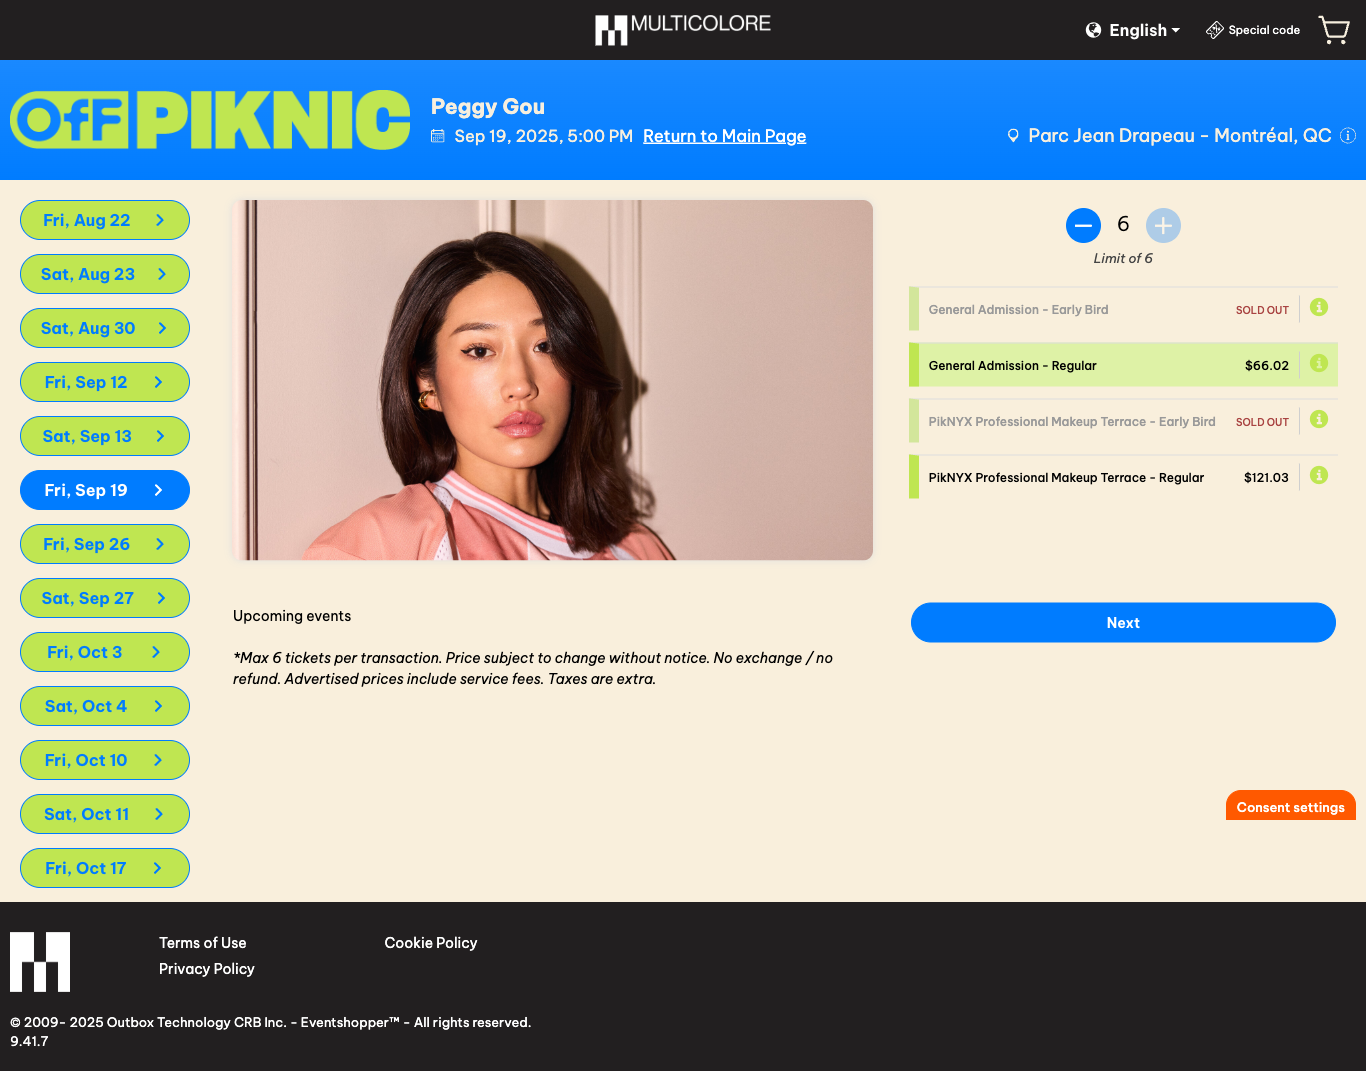 MULTICOLORE
English
Special code
OFF PIKNIC
Peggy Gou
Sep 19, 2025, 5:00 PM Return to Main Page
Parc Jean Drapeau - Montréal, QC
Fri, Aug 22
Sat, Aug 23
Sat, Aug 30
Fri, Sep 12
Sat, Sep 13
Fri, Sep 19
Fri, Sep 26
Sat, Sep 27
Fri, Oct 3
Sat, Oct 4
Fri, Oct 10
Sat, Oct 11
Fri, Oct 17
6
Limit of 6
General Admission - Early Bird SOLD OUT
General Admission - Regular $66.02
PikNYX Professional Makeup Terrace - Early Bird SOLD OUT
PikNYX Professional Makeup Terrace - Regular $121.03
Next
Upcoming events
*Max 6 tickets per transaction. Price subject to change without notice. No exchange / no
refund. Advertised prices include service fees. Taxes are extra.
Consent settings
Terms of Use
Privacy Policy
Cookie Policy
© 2009- 2025 Outbox Technology CRB Inc. - Eventshopper™ - All rights reserved.
9.41.7